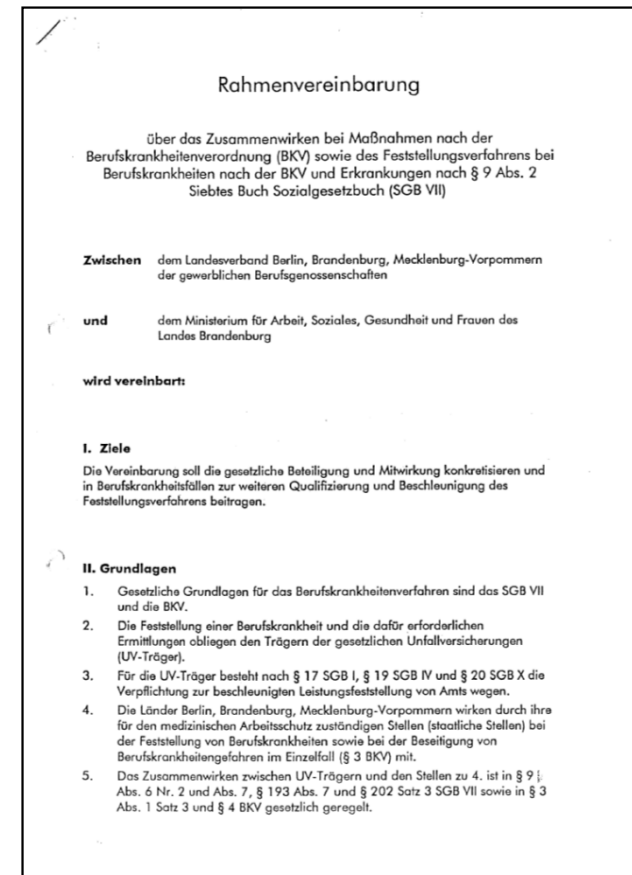 Rahmenvereinbarung
über das Zusammenwirken bei Maßnahmen nach der
Berufskrankheitenverordnung (BKV) sowie des Feststellungsverfahrens bei
Berufskrankheiten nach der BKV und Erkrankungen nach § 9 Abs. 2
Siebtes Buch Sozialgesetzbuch (SGB VII)
Zwischen dem Landesverband Berlin, Brandenburg, Mecklenburg-Vorpommern
der gewerblichen Berufsgenossenschaften
und dem Ministerium für Arbeit, Soziales, Gesundheit und Frauen des
Landes Brandenburg
wird vereinbart:
I. Ziele
Die Vereinbarung soll die gesetzliche Beteiligung und Mitwirkung konkretisieren und
in Berufskrankheitsfällen zur weiteren Qualifizierung und Beschleunigung des
Feststellungsverfahrens beitragen.
II. Grundlagen
1. Gesetzliche Grundlagen für das Berufskrankheitenverfahren sind das SGB VII
und die BKV.
2. Die Feststellung einer Berufskrankheit und die dafür erforderlichen
Ermittlungen obliegen den Trägern der gesetzlichen Unfallversicherungen
(UV-Träger).
3. Für die UV-Träger besteht nach § 17 SGB I, § 19 SGB IV und § 20 SGB X die
Verpflichtung zur beschleunigten Leistungsfeststellung von Amts wegen.
4. Die Länder Berlin, Brandenburg, Mecklenburg-Vorpommern wirken durch ihre
für den medizinischen Arbeitsschutz zuständigen Stellen (staatliche Stellen) bei
der Feststellung von Berufskrankheiten sowie bei der Beseitigung von
Berufskrankheitengefahren im Einzelfall (§ 3 BKV) mit.
5. Das Zusammenwirken zwischen UV-Trägern und den Stellen zu 4. ist in § 9
Abs. 6 Nr. 2 und Abs. 7, § 193 Abs. 7 und § 202 Satz 3 SGB VII sowie in § 3
Abs. 1 Satz 3 und § 4 BKV gesetzlich geregelt.